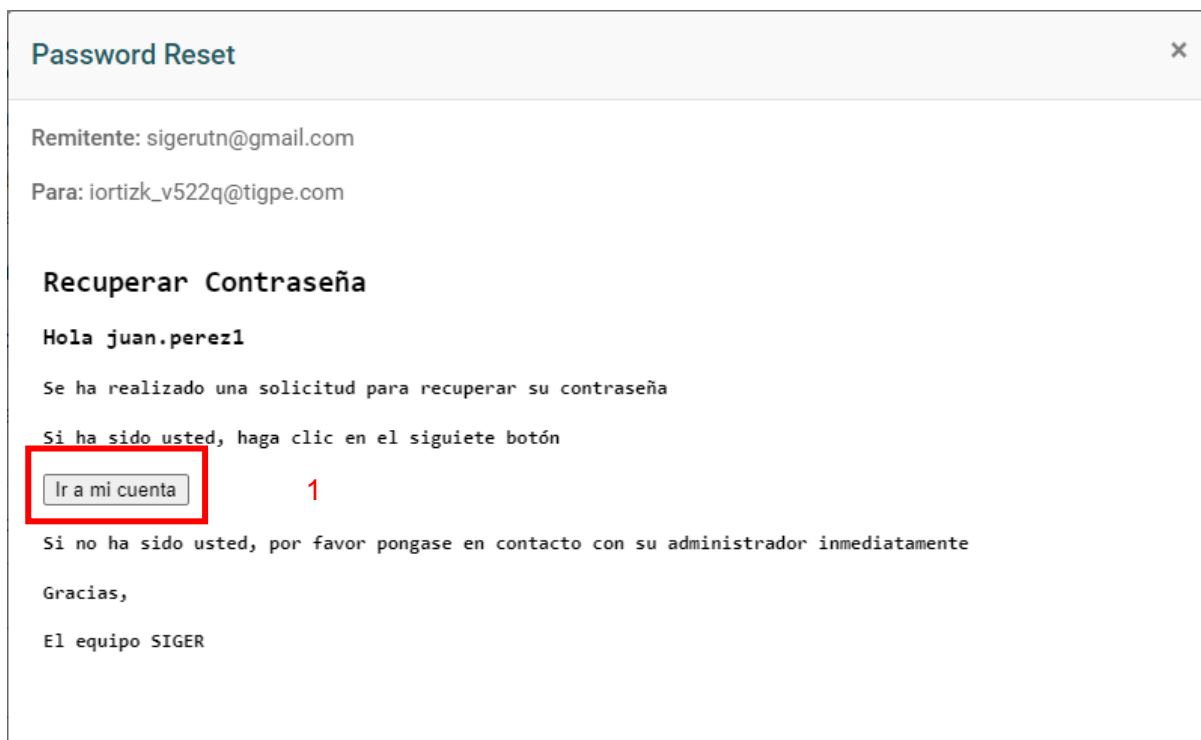 Password Reset ×
Remitente: sigerutn@gmail.com
Para: iortizk_v522q@tigpe.com
Recuperar Contraseña
Hola juan.perez1
Se ha realizado una solicitud para recuperar su contraseña
Si ha sido usted, haga clic en el siguiete botón
Ir a mi cuenta 1
Si no ha sido usted, por favor pongase en contacto con su administrador inmediatamente
Gracias,
El equipo SIGER